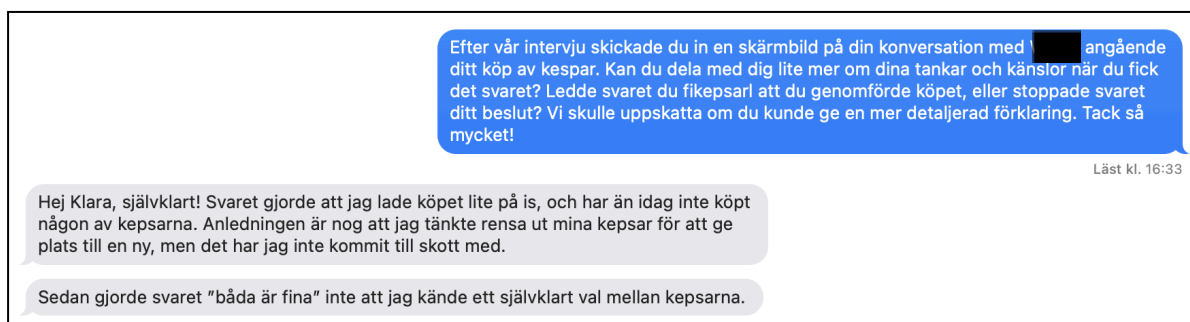 Efter vår intervju skickade du in en skärmbild på din konversation med angående
ditt köp av kespar. Kan du dela med dig lite mer om dina tankar och känslor när du fick
det svaret? Ledde svaret du fikepsarl att du genomförde köpet, eller stoppade svaret
ditt beslut? Vi skulle uppskatta om du kunde ge en mer detaljerad förklaring. Tack så
mycket!
Läst kl. 16:33
Hej Klara, självklart! Svaret gjorde att jag lade köpet lite på is, och har än idag inte köpt
någon av kepsarna. Anledningen är nog att jag tänkte rensa ut mina kepsar för att ge
plats till en ny, men det har jag inte kommit till skott med.
Sedan gjorde svaret ”båda är fina” inte att jag kände ett självklart val mellan kepsarna.